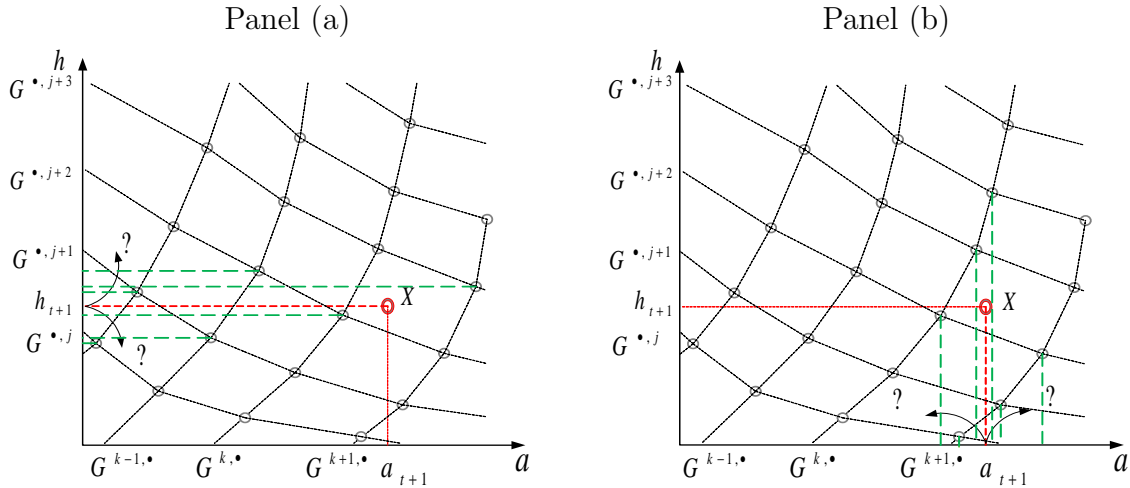 Panel (a)
h
G •, j+3
G •, j+2
G •, j+1
h t+1
G •, j
?
?
X
G k−1,•
G k,•
G k+1,•
a t+1
a
Panel (b)
h
G •, j+3
G •, j+2
G •, j+1
h t+1
G •, j
X
?
?
G k−1,•
G k,•
G k+1,•
a t+1
a